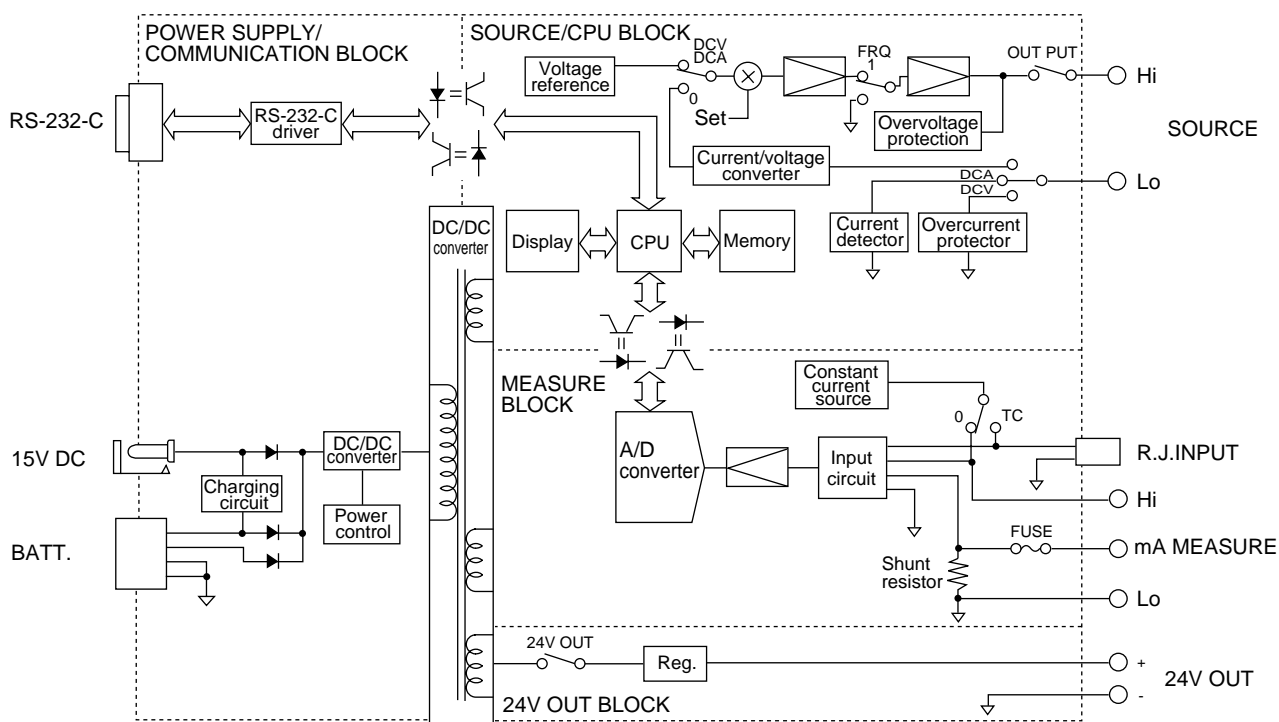 POWER SUPPLY/
COMMUNICATION BLOCK
SOURCE/CPU BLOCK
DCV
DCA
Voltage
reference
0
Set
FRQ
1
OUT PUT
Hi
Overvoltage
protection
SOURCE
RS-232-C
RS-232-C
driver
Current/voltage
converter
DCA
DCV
Lo
Current
detector
Overcurrent
protector
DC/DC
converter
Display
CPU
Memory
MEASURE
BLOCK
Constant
current
source
0
TC
15V DC
DC/DC
converter
Charging
circuit
Power
control
BATT.
A/D
converter
Input
circuit
R.J.INPUT
Hi
FUSE
mA MEASURE
Shunt
resistor
Lo
24V OUT
Reg.
+
24V OUT
-
24V OUT BLOCK